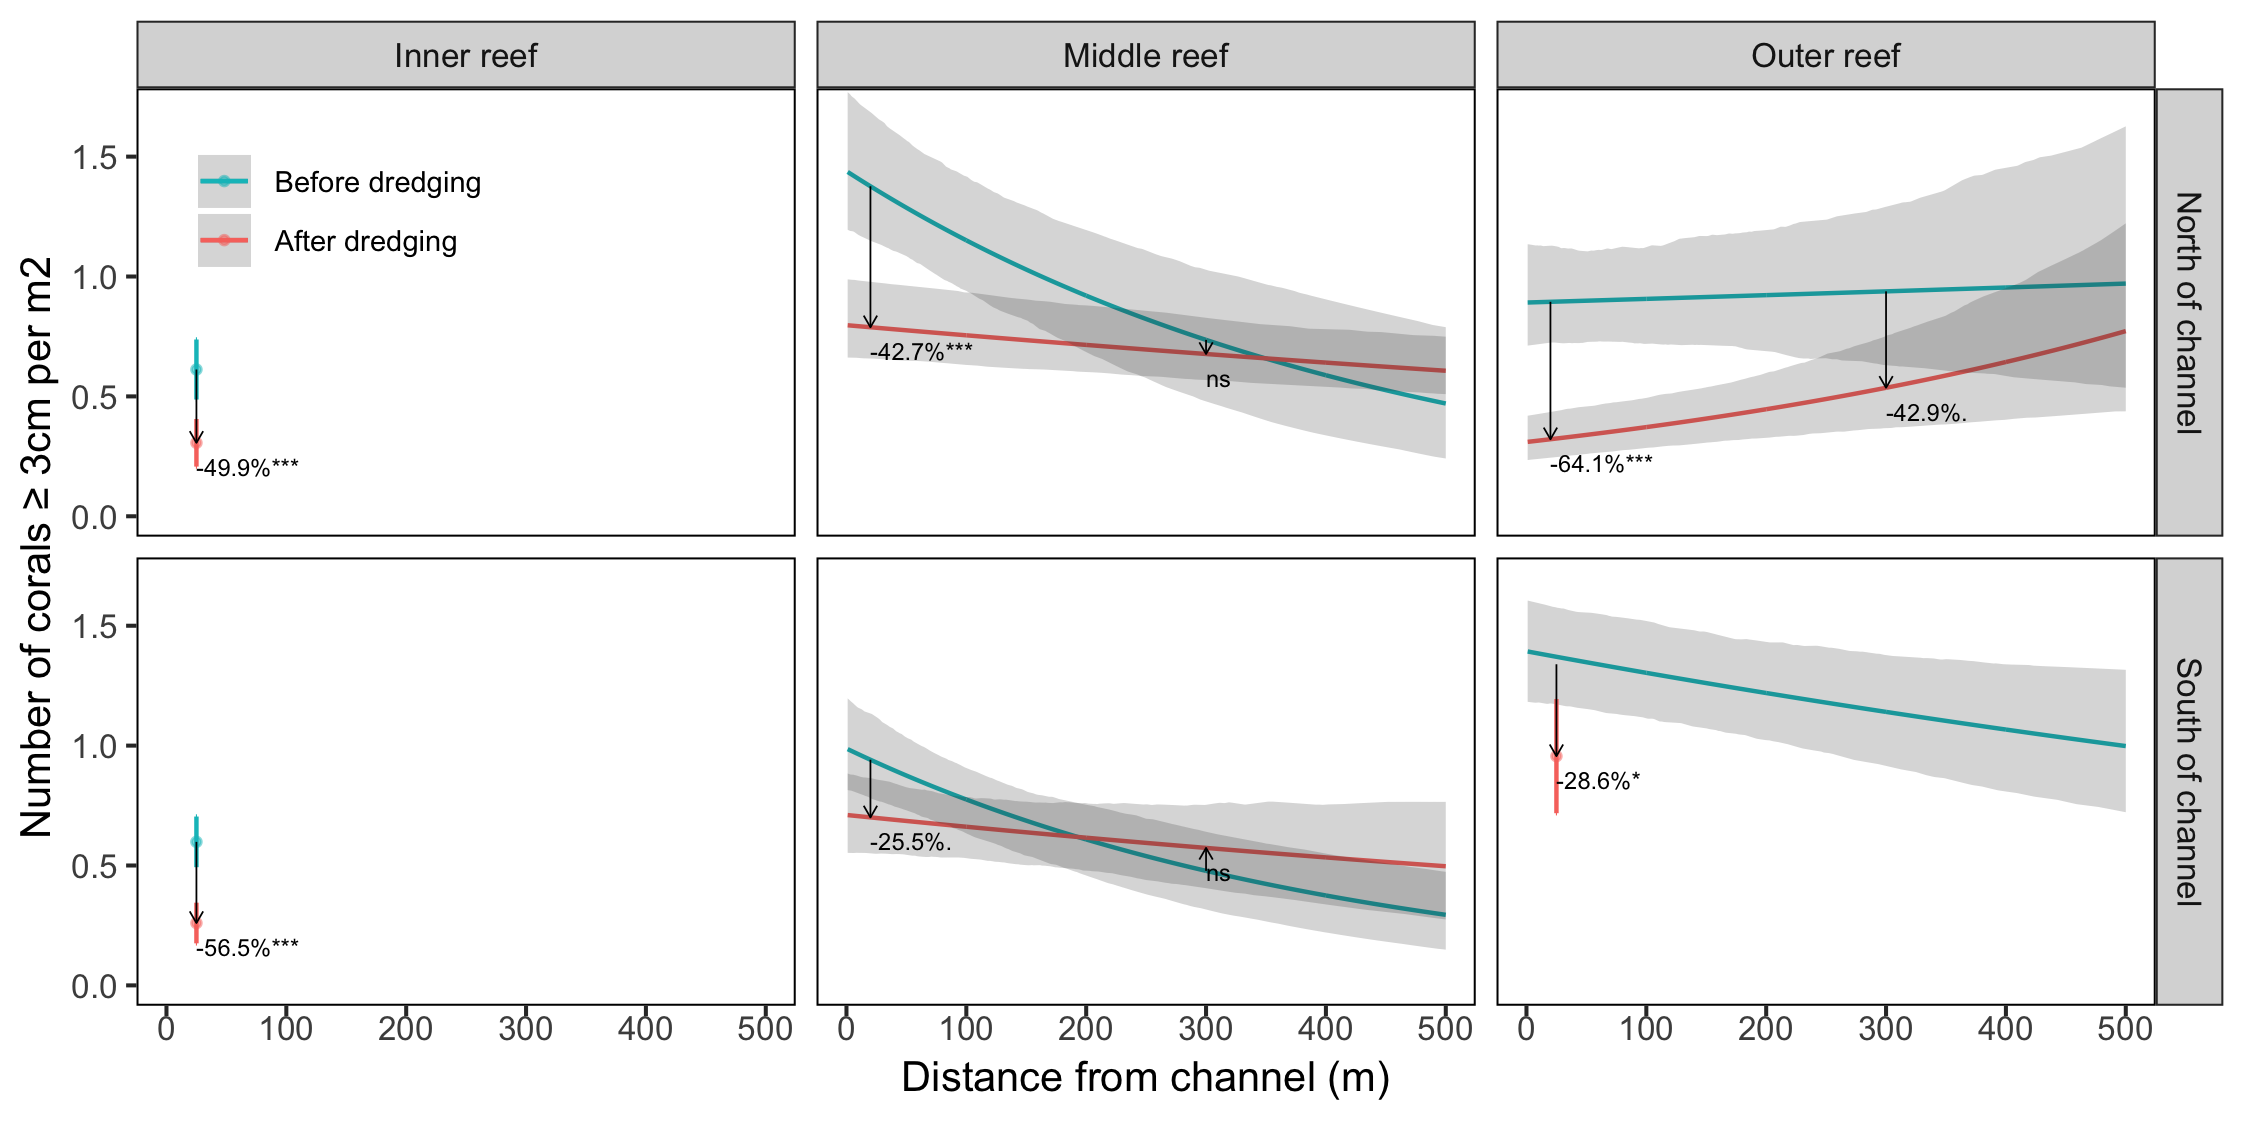 Inner reef
Middle reef
Outer reef
Number of corals ≥ 3cm per m2
1.5
1.0
0.5
0.0
Before dredging
After dredging
-49.9%***
-42.7%***
ns
-64.1%***
-42.9%.
North of channel
1.5
1.0
0.5
0.0
-56.5%***
-25.5%.
ns
-28.6%*
South of channel
0 100 200 300 400 500
0 100 200 300 400 500
0 100 200 300 400 500
Distance from channel (m)